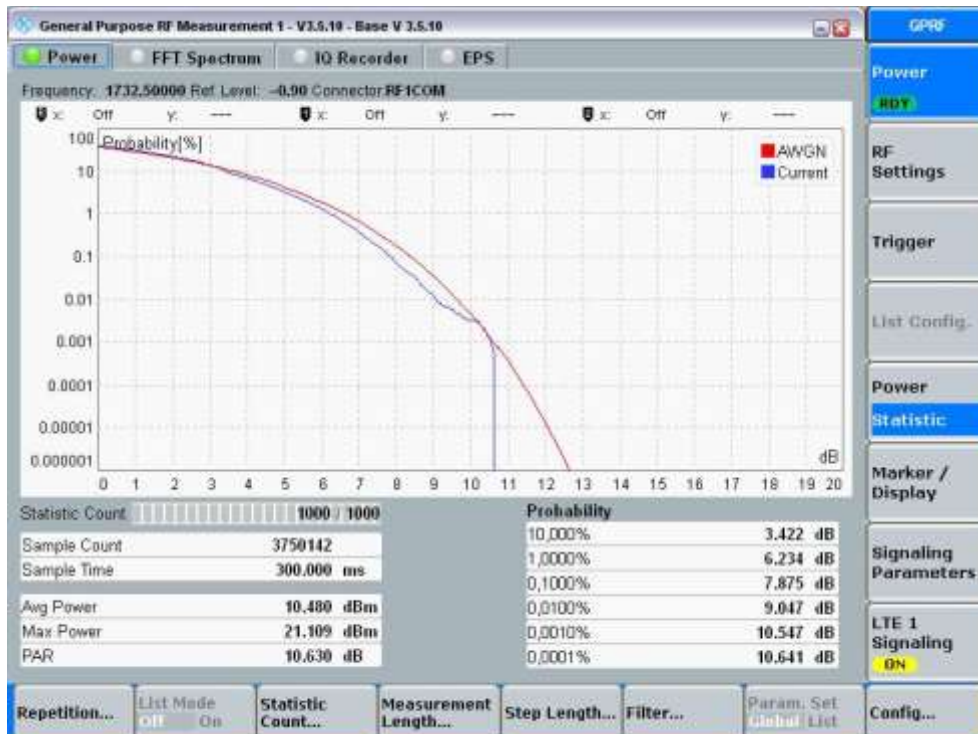 General Purpose RF Measurement 1 - V3.5.10 - Base V 3.5.10
GPRF
Power FFT Spectrum IQ Recorder EPS
Frequency: 1732.50000 Ref. Level: -0.90 Connector:RF1COM
x: Off y: --- x: Off y: --- x: Off y: ---
Probability[%]
AWGN
Current
100
10
1
0.1
0.01
0.001
0.0001
0.00001
0.000001
dB
0 1 2 3 4 5 6 7 8 9 10 11 12 13 14 15 16 17 18 19 20
Statistic Count 1000 / 1000
Sample Count 3750142
Sample Time 300.000 ms
Avg Power 10.480 dBm
Max Power 21.109 dBm
PAR 10.630 dB
Probability
10,000% 3.422 dB
1,0000% 6.234 dB
0,1000% 7.875 dB
0,0100% 9.047 dB
0,0010% 10.547 dB
0,0001% 10.641 dB
Power
RDY
RF
Settings
Trigger
List Config.
Power
Statistic
Marker /
Display
Signaling
Parameters
LTE 1
Signaling
ON
Repetition...
List Mode
Off On
Statistic
Count...
Measurement
Length...
Step Length...
Filter...
Param. Set
Global List
Config...